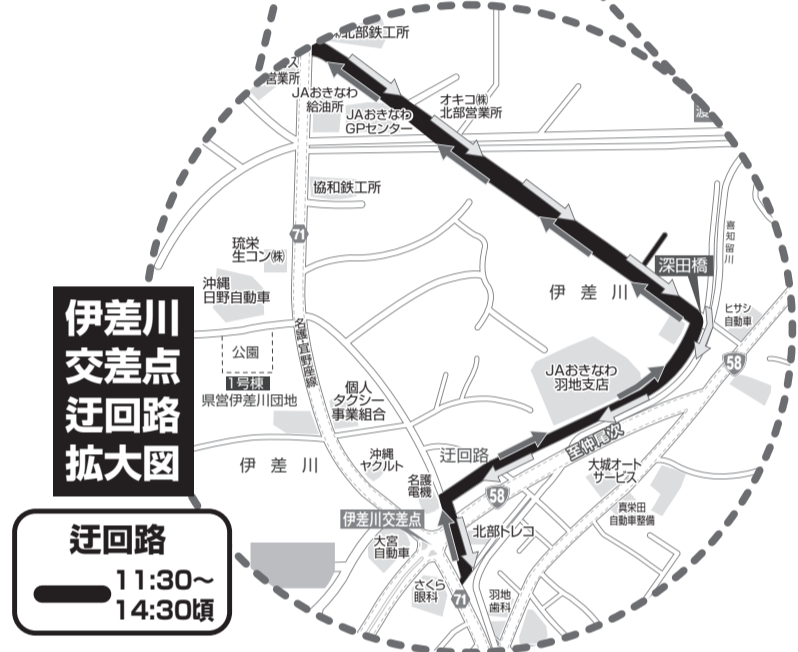 北部鉄工所
営業所
JAおきなわ
給油所
JAおきなわ
GPセンター
オキコ㈱
北部営業所
協和鉄工所
71
琉栄
生コン㈱
沖縄
日野自動車
喜知留川
深田橋
伊差川
ヒサシ
自動車
58
伊差川
交差点
迂回路
拡大図
名護・宜野座線
公園
1号棟
県営伊差川団地
個人
タクシー
事業組合
JAおきなわ
羽地支店
伊差川
沖縄
ヤクルト
迂回路
至仲尾次
名護
電機
58
大城オート
サービス
伊差川交差点
北部トレコ
真栄田
自動車整備
大宮
自動車
さくら
眼科
71
羽地
歯科
迂回路
11:30～
14:30頃